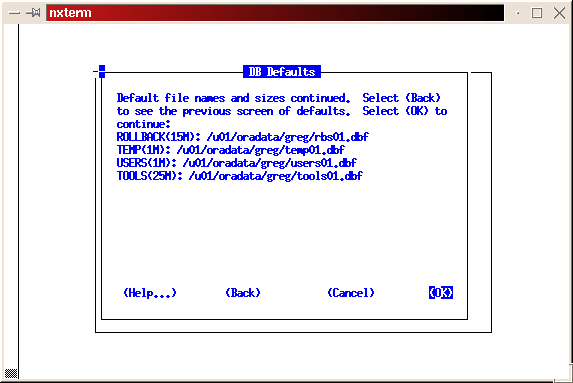 nxterm
DB Defaults
Default file names and sizes continued. Select (Back)
to see the previous screen of defaults. Select (OK) to
continue:
ROLLBACK(15M): /u01/oradata/greg/rbs01.dbf
TEMP(1M): /u01/oradata/greg/temp01.dbf
USERS(1M): /u01/oradata/greg/users01.dbf
TOOLS(25M): /u01/oradata/greg/tools01.dbf
(Help...) (Back) (Cancel) (OK)